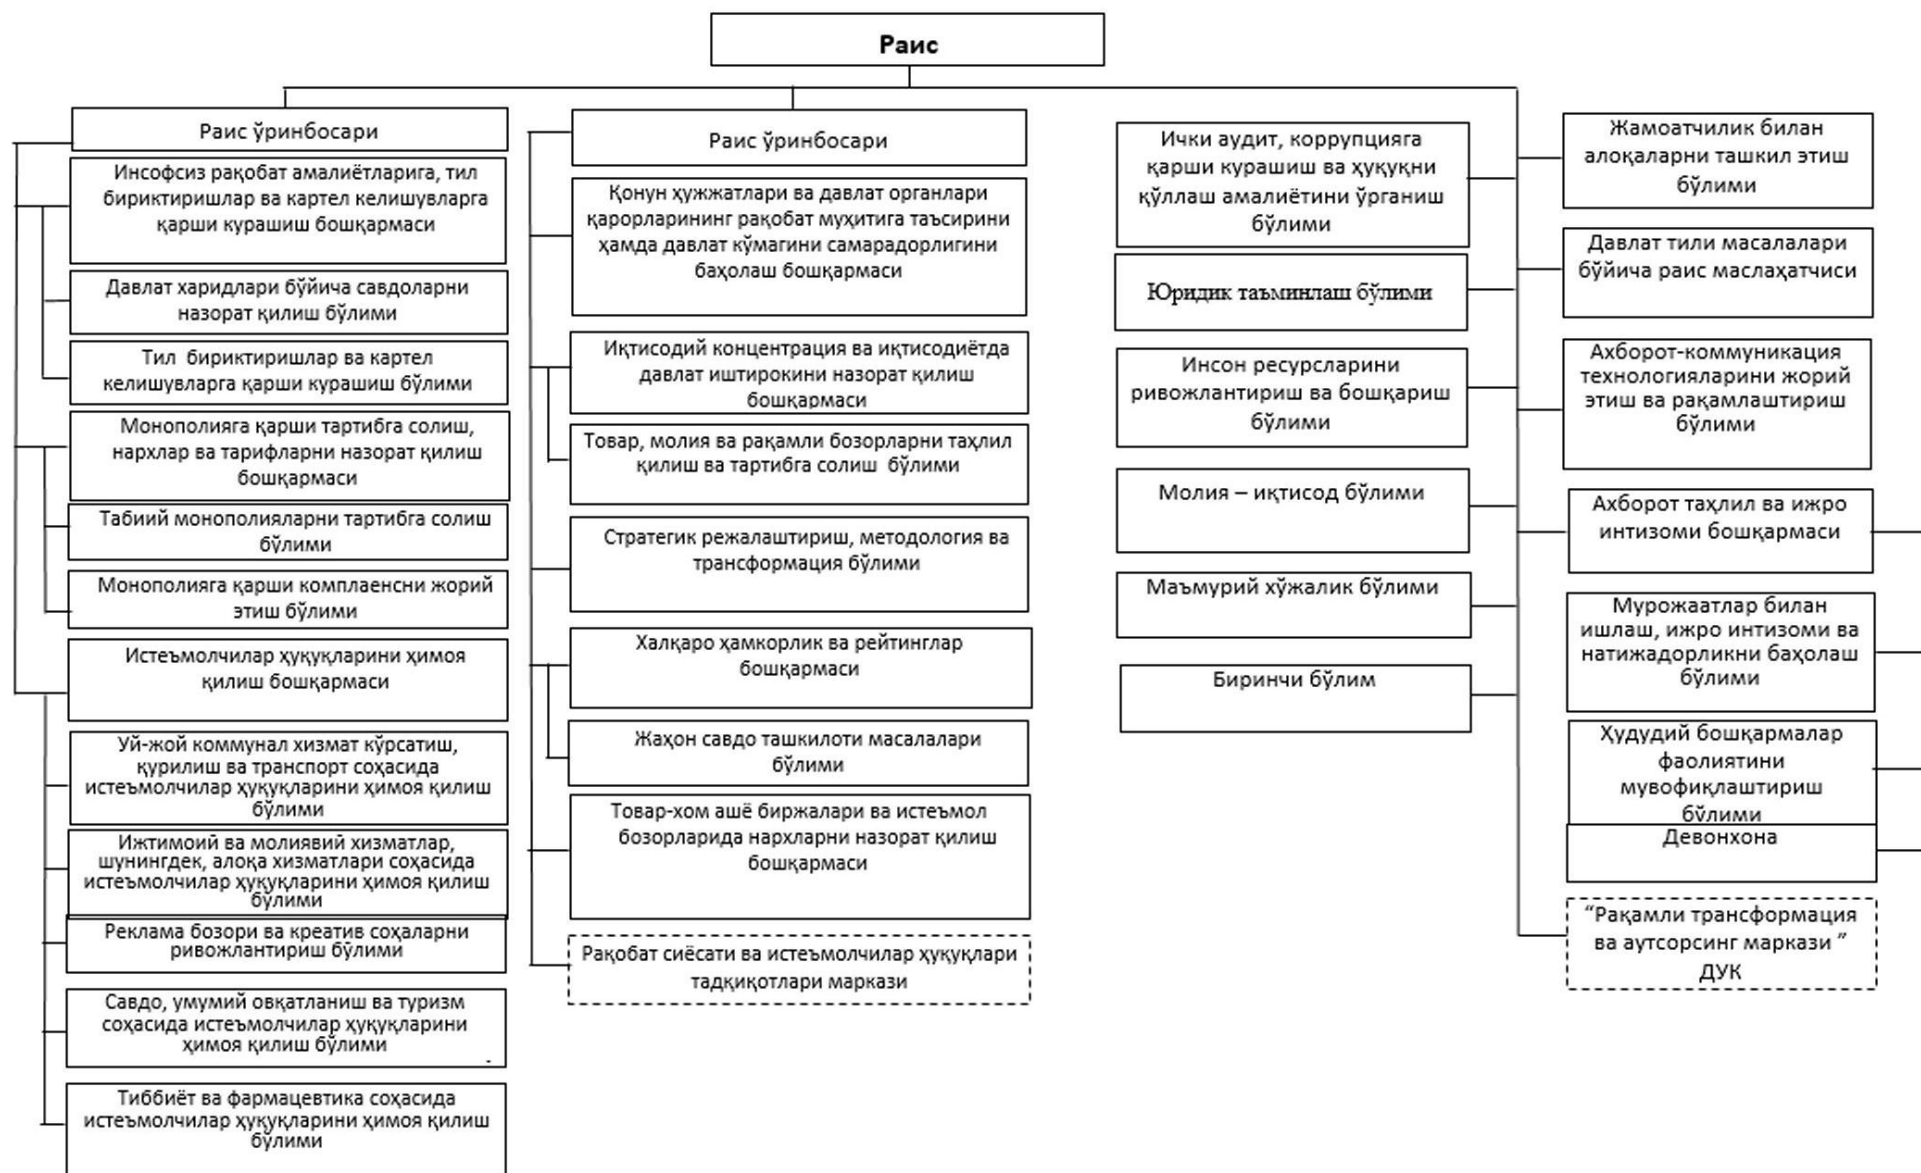 Раис
Раис ўринбосари
Инсофсиз рақобат амалиётларига, тил
бириктиришлар ва картел келишувларга
қарши курашиш бошқармаси
Давлат харидлари бўйича савдоларни
назорат қилиш бўлими
Тил бириктиришлар ва картел
келишувларга қарши курашиш бўлими
Монополияга қарши тартибга солиш,
нархлар ва тарифларни назорат қилиш
бошқармаси
Табиий монополияларни тартибга солиш
бўлими
Монополияга қарши комплаенсни жорий
этиш бўлими
Истеъмолчилар ҳуқуқларини ҳимоя
қилиш бошқармаси
Уй-жой коммунал хизмат кўрсатиш,
қурилиш ва транспорт соҳасида
истеъмолчилар ҳуқуқларини ҳимоя қилиш
бўлими
Ижтимоий ва молиявий хизматлар,
шунингдек, алоқа хизматлари соҳасида
истеъмолчилар ҳуқуқларини ҳимоя қилиш
бўлими
Реклама бозори ва креатив соҳаларни
ривожлантириш бўлими
Савдо, умумий овқатланиш ва туризм
соҳасида истеъмолчилар ҳуқуқларини
ҳимоя қилиш бўлими
-
Тиббиёт ва фармацевтика соҳасида
истеъмолчилар ҳуқуқларини ҳимоя қилиш
бўлими
Раис ўринбосари
Қонун ҳужжатлари ва давлат органлари
қарорларининг рақобат муҳитига таъсирини
ҳамда давлат кўмагини самарадорлигини
баҳолаш бошқармаси
Иқтисодий концентрация ва иқтисодиётда
давлат иштирокини назорат қилиш
бошқармаси
Товар, молия ва рақамли бозорларни таҳлил
қилиш ва тартибга солиш бўлими
Стратегик режалаштириш, методология ва
трансформация бўлими
Халқаро ҳамкорлик ва рейтинглар
бошқармаси
Жаҳон савдо ташкилоти масалалари
бўлими
Товар-хом ашё биржалари ва истеъмол
бозорларида нархларни назорат қилиш
бошқармаси
Рақобат сиёсати ва истеъмолчилар ҳуқуқлари
тадқиқотлари маркази
Ички аудит, коррупцияга
қарши курашиш ва ҳуқуқни
қўллаш амалиётини ўрганиш
бўлими
Юридик таъминлаш бўлими
Инсон ресурсларини
ривожлантириш ва бошқариш
бўлими
Молия – иқтисод бўлими
Маъмурий хўжалик бўлими
Биринчи бўлим
Жамоатчилик билан
алоқаларни ташкил этиш
бўлими
Давлат тили масалалари
бўйича раис маслаҳатчиси
Ахборот-коммуникация
технологияларини жорий
этиш ва рақамлаштириш
бўлими
Ахборот таҳлил ва ижро
интизоми бошқармаси
Мурожаатлар билан
ишлаш, ижро интизоми ва
натижадорликни баҳолаш
бўлими
Ҳудудий бошқармалар
фаолиятини
мувофиқлаштириш
бўлими
Девонхона
“Рақамли трансформация
ва аутсорсинг маркази ”
ДУК